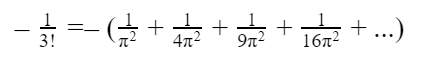 − 1/3! = −(1/π² + 1/4π² + 1/9π² + 1/16π² + ...)